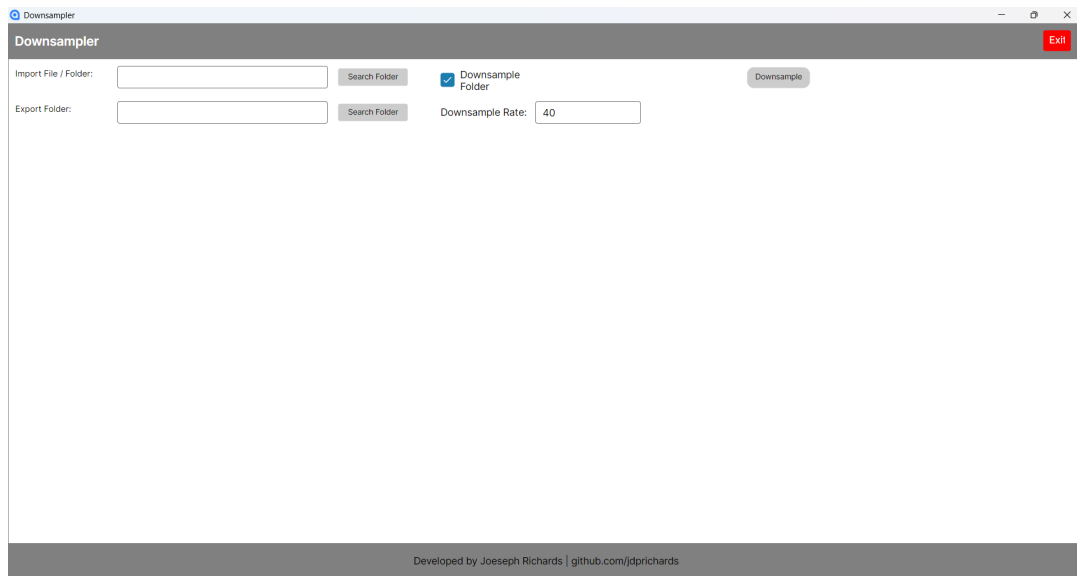 Downsampler
Downsampler
Exit
Import File / Folder:
Search Folder
Downsample
Folder
Downsample
Export Folder:
Search Folder
Downsample Rate:
40
Developed by Joeseph Richards | github.com/jdprichards